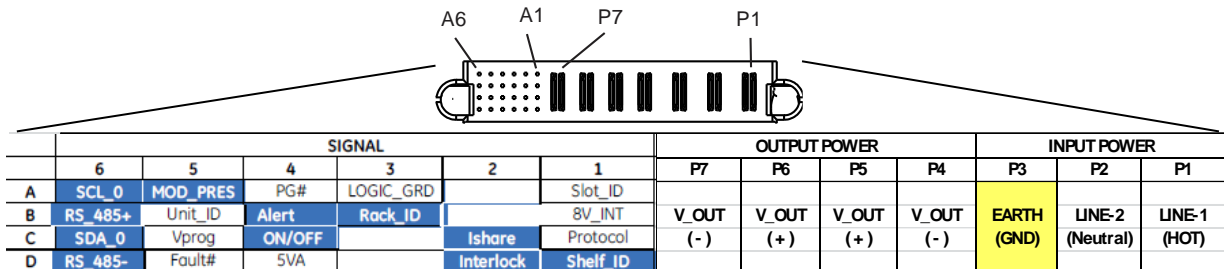 A6 A1 P7 P1
SIGNAL OUTPUT POWER INPUT POWER
6 5 4 3 2 1 P7 P6 P5 P4 P3 P2 P1
A SCL_0 MOD_PRES PG# LOGIC_GRD Slot_ID
B RS_485+ Unit_ID Alert Rack_ID 8V_INT V_OUT V_OUT V_OUT V_OUT EARTH LINE-2 LINE-1
C SDA_0 Vprog ON/OFF Ishare Protocol (-) (+) (+) (-) (GND) (Neutral) (HOT)
D RS_485- Fault# 5VA Interlock Shelf_ID